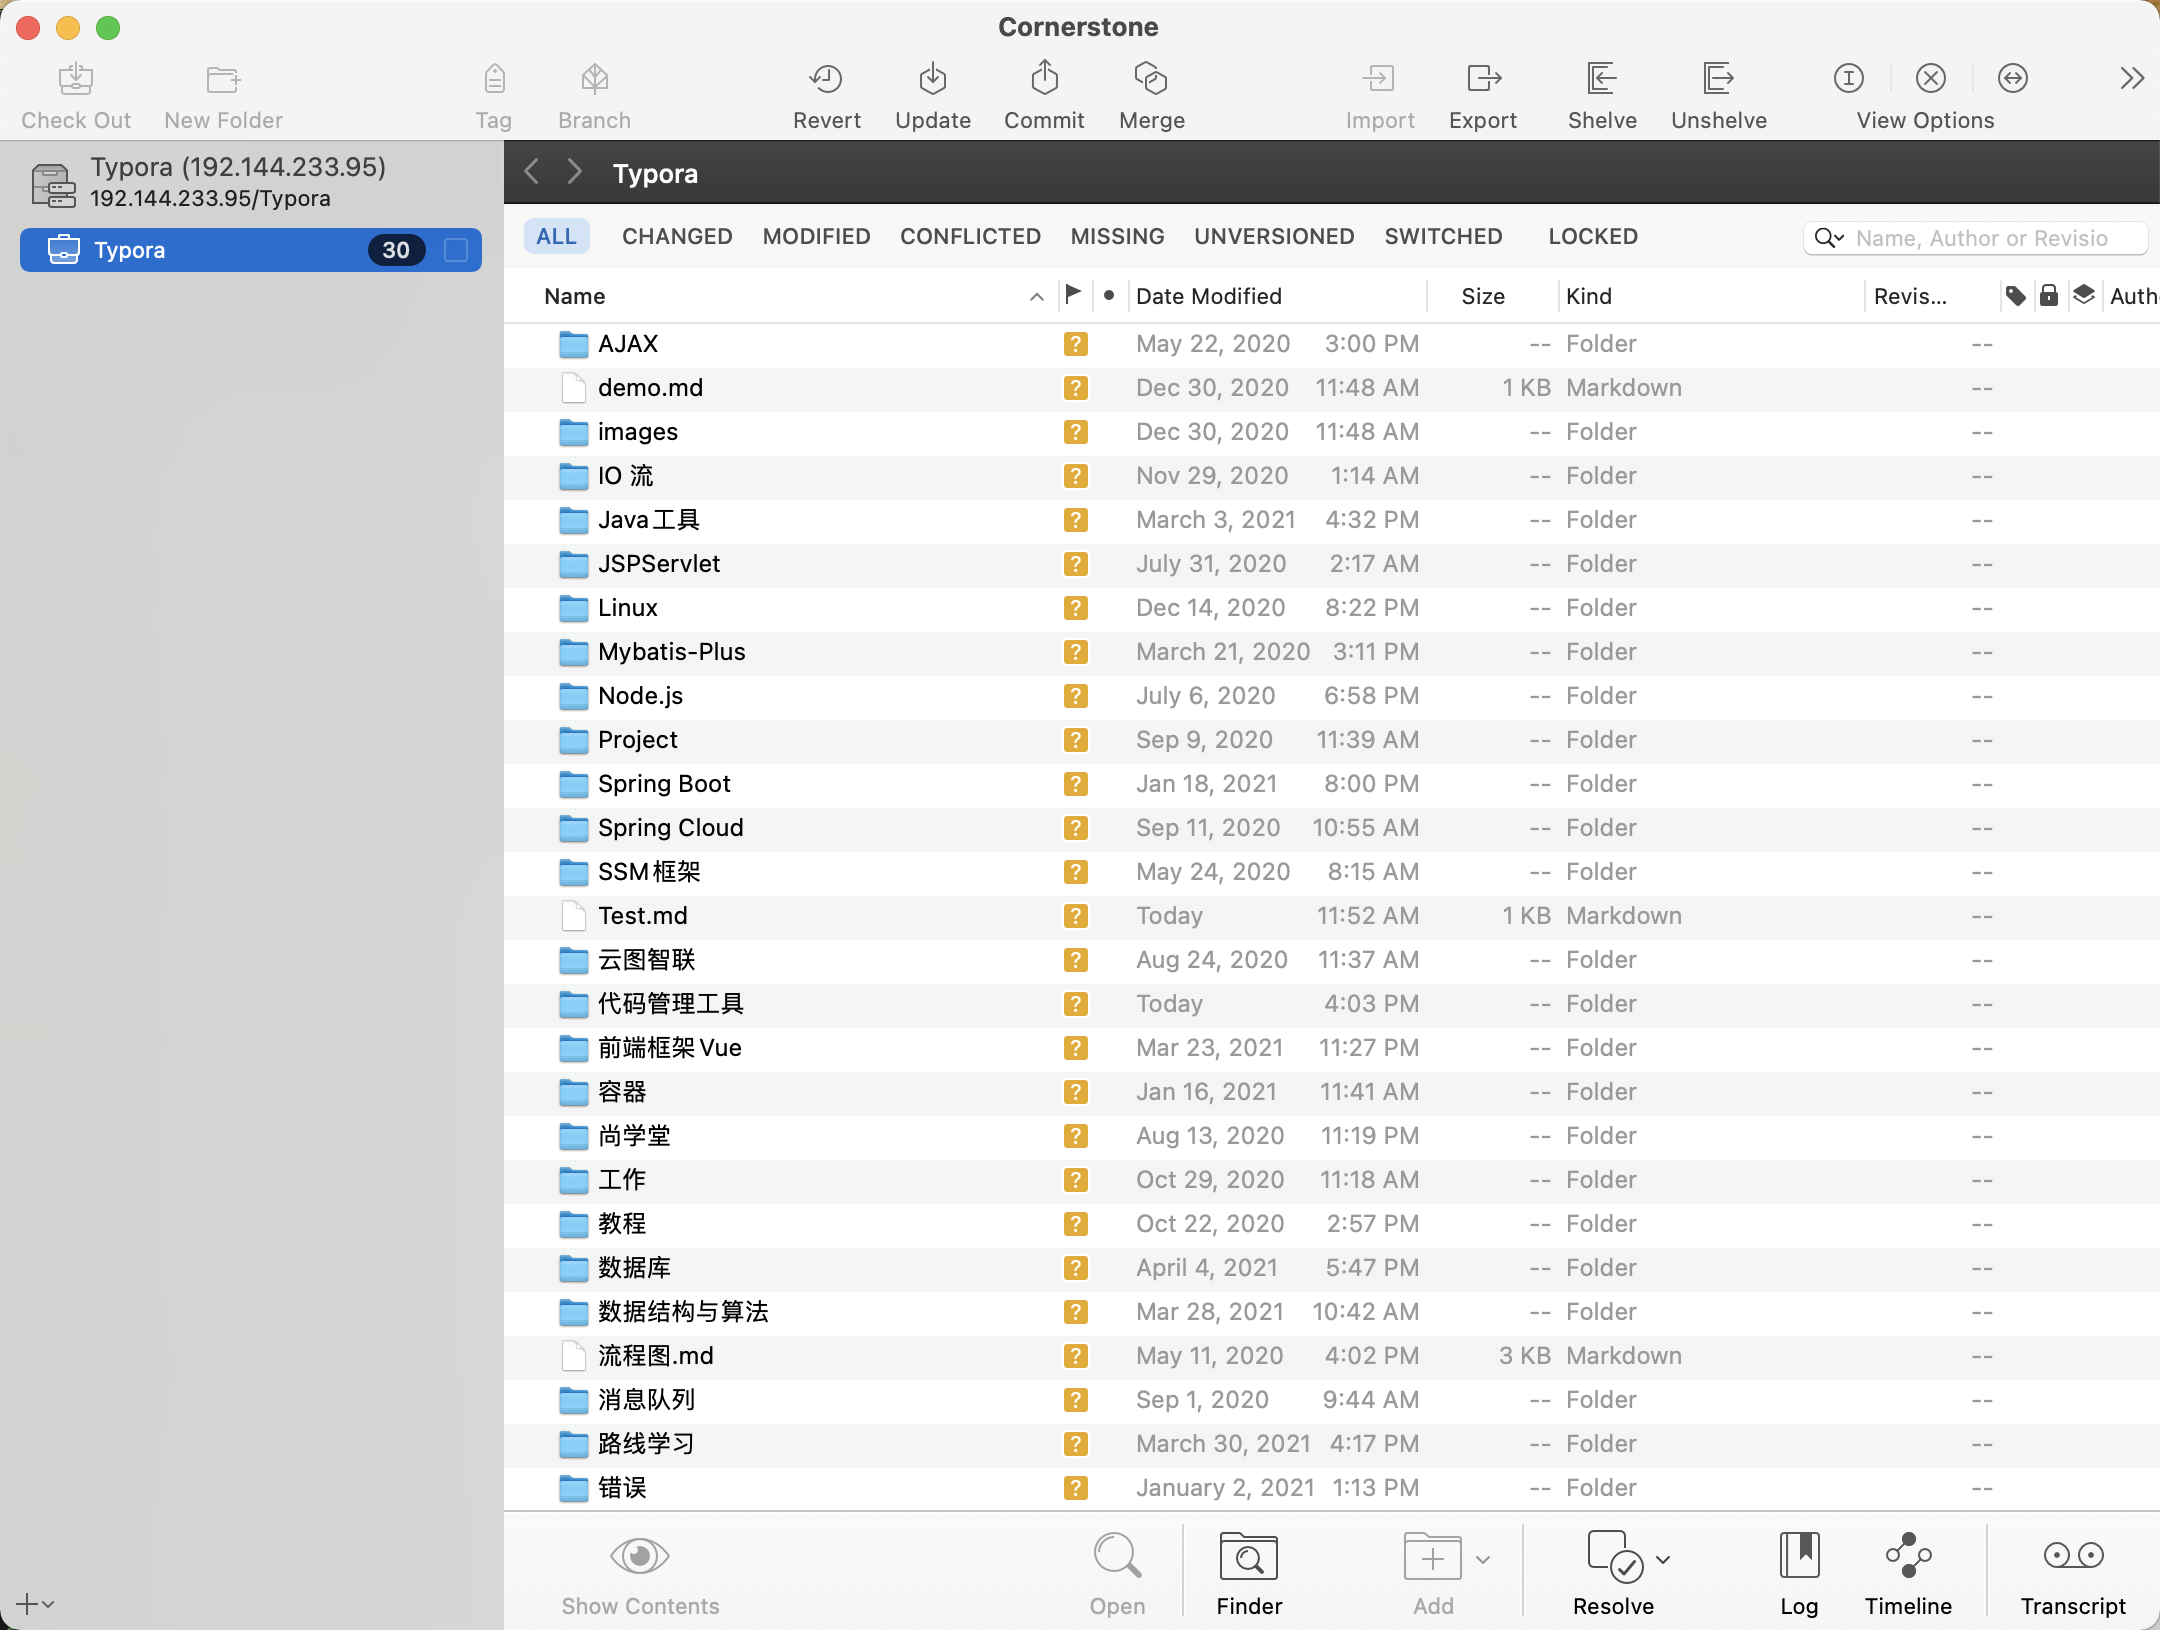 Cornerstone
Check Out New Folder Tag Branch Revert Update Commit Merge Import Export Shelve Unshelve View Options
Typora (192.144.233.95)
192.144.233.95/Typora
Typora 30
Typora
ALL CHANGED MODIFIED CONFLICTED MISSING UNVERSIONED SWITCHED LOCKED Name, Author or Revisio
Name Date Modified Size Kind Revis... Auth
AJAX ? May 22, 2020 3:00 PM -- Folder --
demo.md ? Dec 30, 2020 11:48 AM 1 KB Markdown --
images ? Dec 30, 2020 11:48 AM -- Folder --
IO 流 ? Nov 29, 2020 1:14 AM -- Folder --
Java工具 ? March 3, 2021 4:32 PM -- Folder --
JSPServlet ? July 31, 2020 2:17 AM -- Folder --
Linux ? Dec 14, 2020 8:22 PM -- Folder --
Mybatis-Plus ? March 21, 2020 3:11 PM -- Folder --
Node.js ? July 6, 2020 6:58 PM -- Folder --
Project ? Sep 9, 2020 11:39 AM -- Folder --
Spring Boot ? Jan 18, 2021 8:00 PM -- Folder --
Spring Cloud ? Sep 11, 2020 10:55 AM -- Folder --
SSM框架 ? May 24, 2020 8:15 AM -- Folder --
Test.md ? Today 11:52 AM 1 KB Markdown --
云图智联 ? Aug 24, 2020 11:37 AM -- Folder --
代码管理工具 ? Today 4:03 PM -- Folder --
前端框架Vue ? Mar 23, 2021 11:27 PM -- Folder --
容器 ? Jan 16, 2021 11:41 AM -- Folder --
尚学堂 ? Aug 13, 2020 11:19 PM -- Folder --
工作 ? Oct 29, 2020 11:18 AM -- Folder --
教程 ? Oct 22, 2020 2:57 PM -- Folder --
数据库 ? April 4, 2021 5:47 PM -- Folder --
数据结构与算法 ? Mar 28, 2021 10:42 AM -- Folder --
流程图.md ? May 11, 2020 4:02 PM 3 KB Markdown --
消息队列 ? Sep 1, 2020 9:44 AM -- Folder --
路线学习 ? March 30, 2021 4:17 PM -- Folder --
错误 ? January 2, 2021 1:13 PM -- Folder --
Show Contents Open Finder Add Resolve Log Timeline Transcript